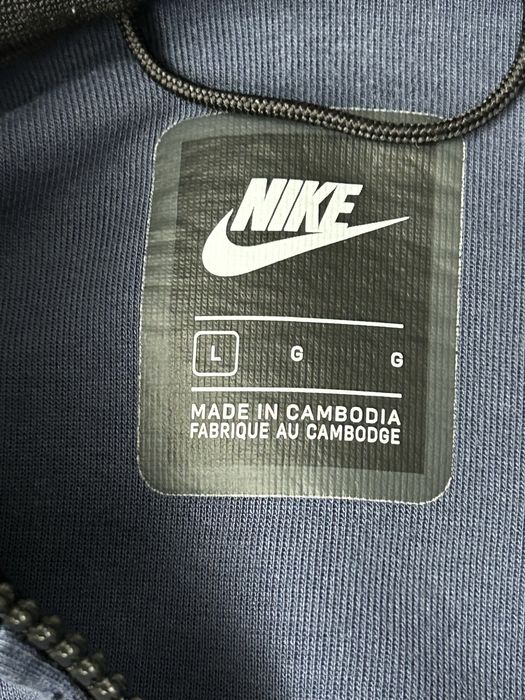 NIKE
L G G
MADE IN CAMBODIA
FABRIQUE AU CAMBODGE